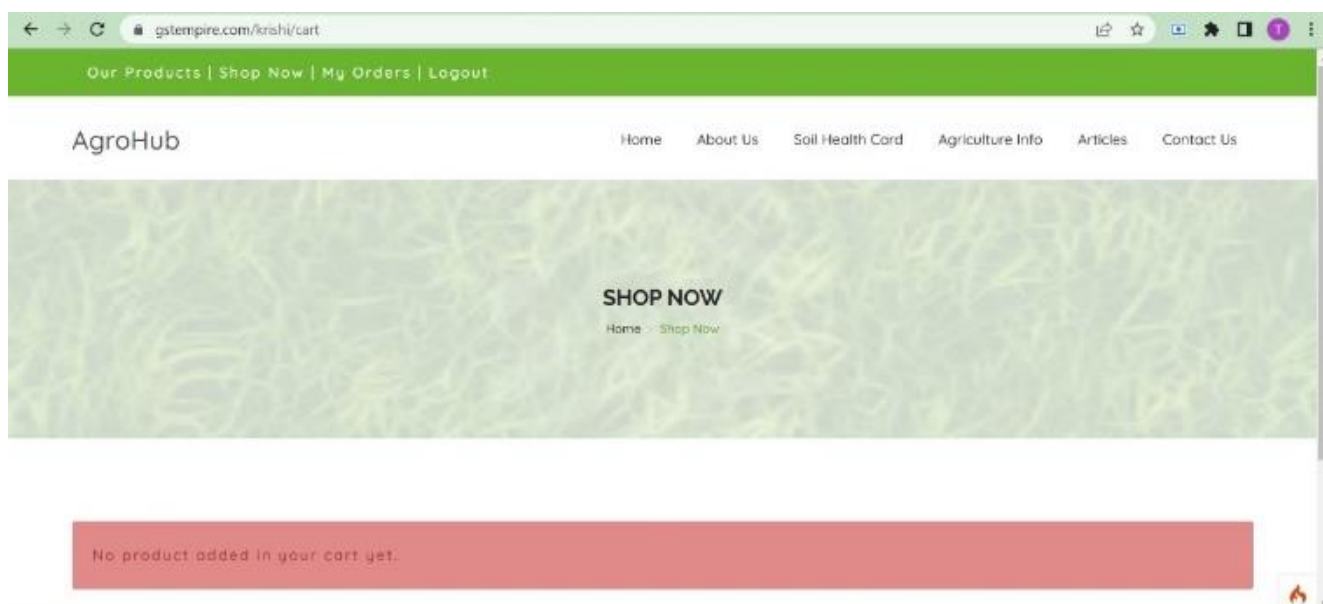 gstempire.com/krishi/cart
T
Our Products | Shop Now | My Orders | Logout
AgroHub
Home About Us Soil Health Card Agriculture Info Articles Contact Us
SHOP NOW
Home > Shop Now
No product added in your cart yet.